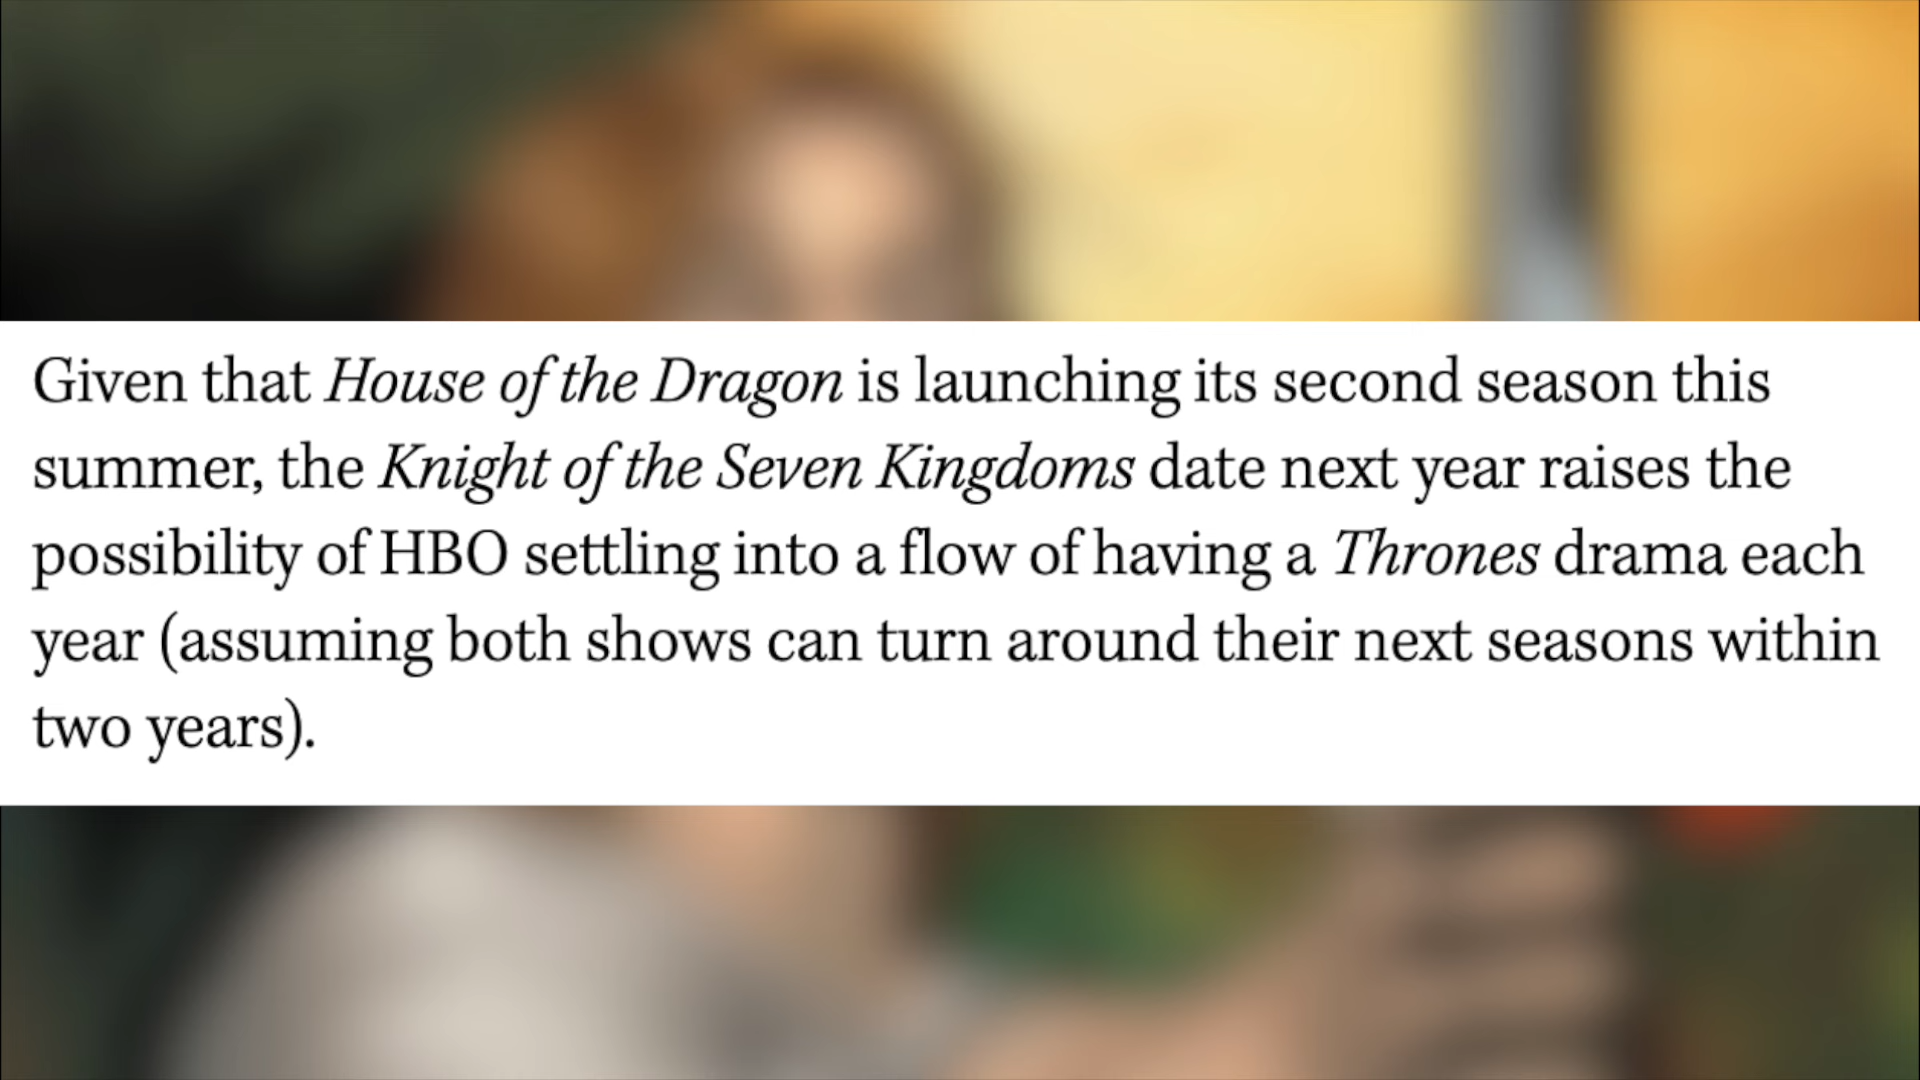 Given that House of the Dragon is launching its second season this
summer, the Knight of the Seven Kingdoms date next year raises the
possibility of HBO settling into a flow of having a Thrones drama each
year (assuming both shows can turn around their next seasons within
two years).